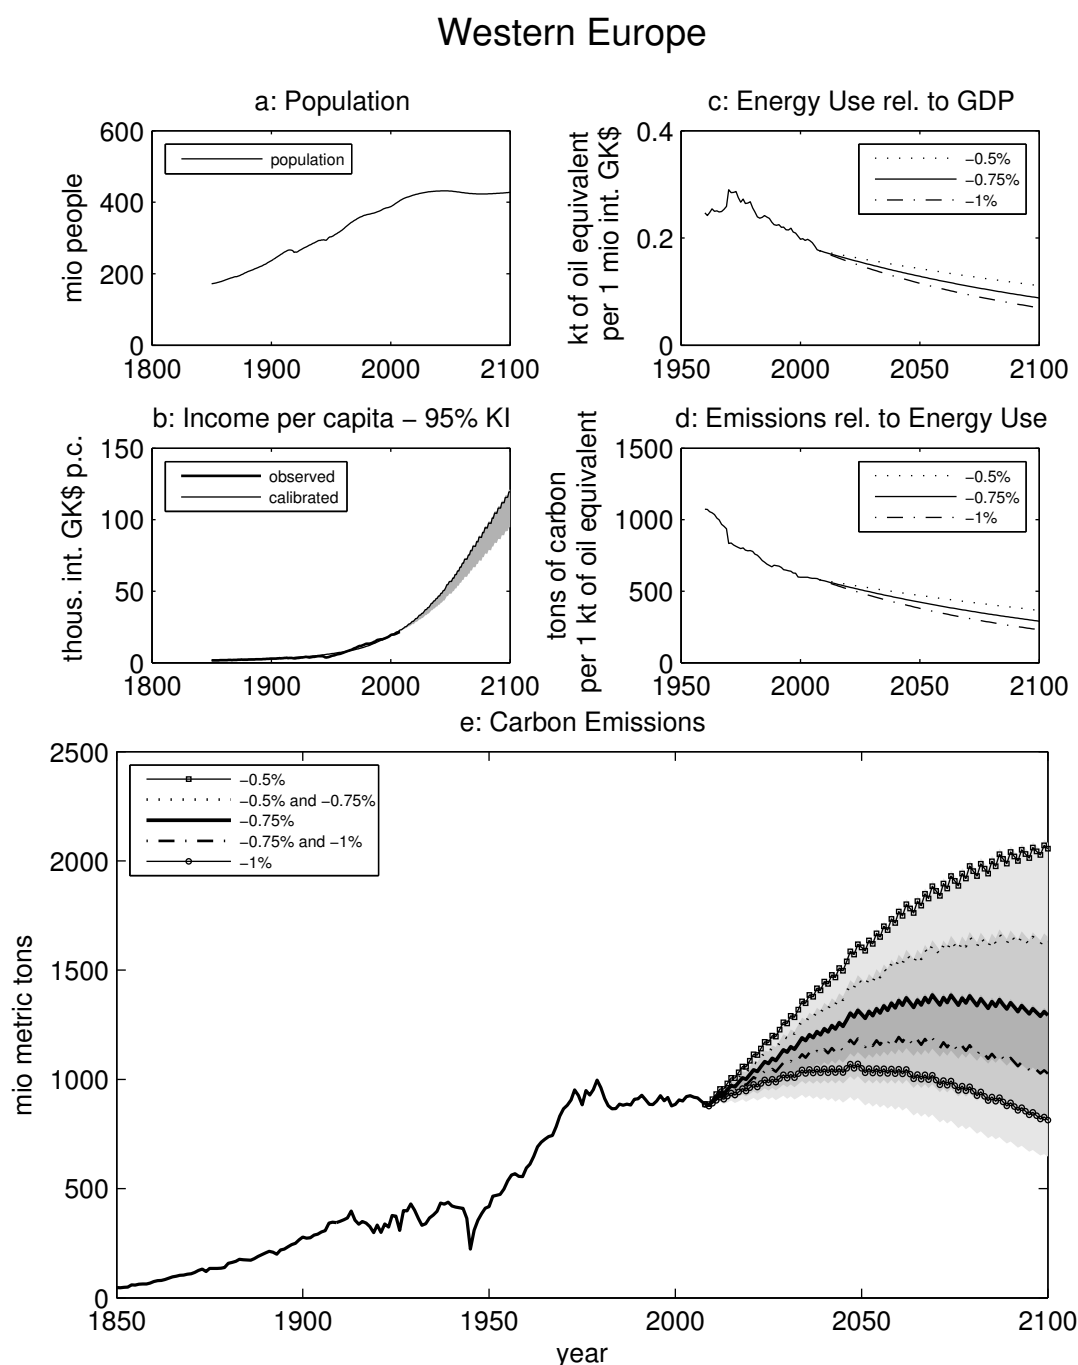 Western Europe
a: Population
600
400
200
0
1800
1900
2000
2100
mio people
population
c: Energy Use rel. to GDP
0.4
0.2
0
1950
2000
2050
2100
kt of oil equivalent
per 1 mio int. GK$
−0.5%
−0.75%
−1%
b: Income per capita − 95% KI
150
100
50
0
1800
1900
2000
2100
thous. int. GK$ p.c.
observed
calibrated
d: Emissions rel. to Energy Use
1000
500
0
1950
2000
2050
2100
tons of carbon
per 1 kt of oil equivalent
−0.5%
−0.75%
−1%
e: Carbon Emissions
2500
2000
1500
1000
500
0
1850
1900
1950
2000
2050
2100
mio metric tons
year
−0.5%
−0.5% and −0.75%
−0.75%
−0.75% and −1%
−1%